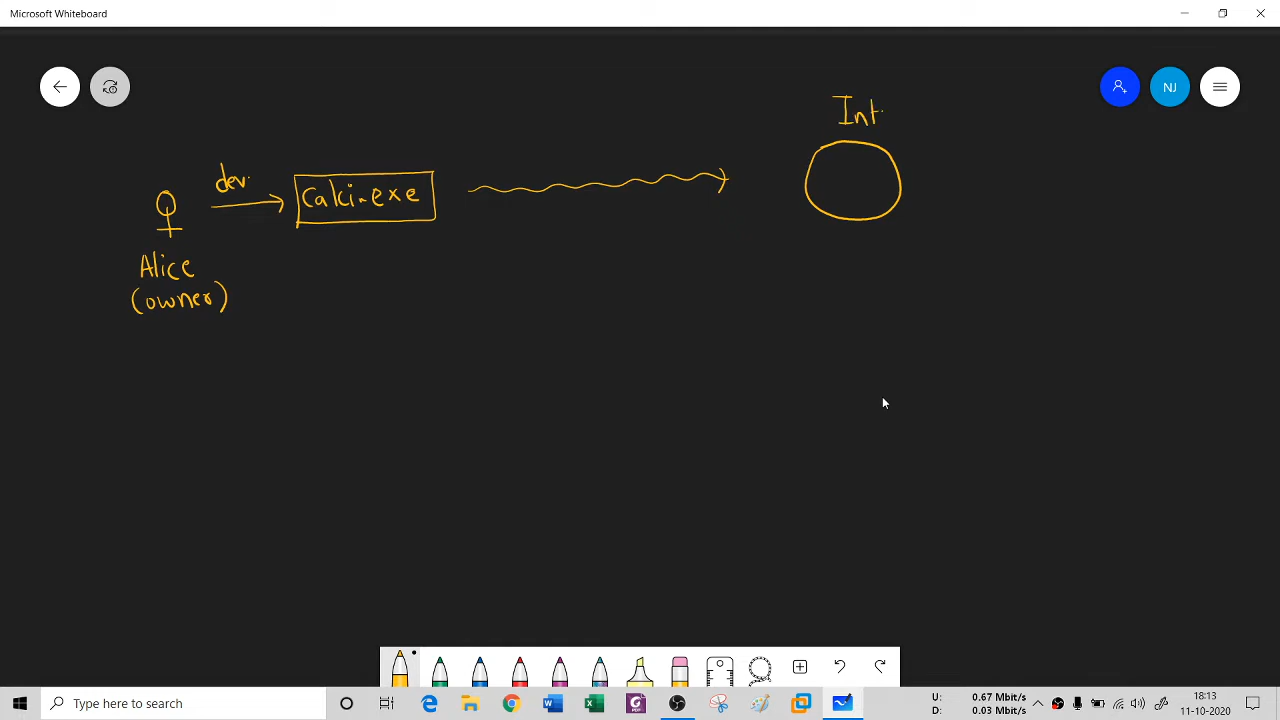 Microsoft Whiteboard
NJ
Int.
dev.
Calci.exe
Alice
(owner)
PDF
Type here to search
U: 0.67 Mbit/s
D: 0.03 Mbit/s
18:13
11-10-2020